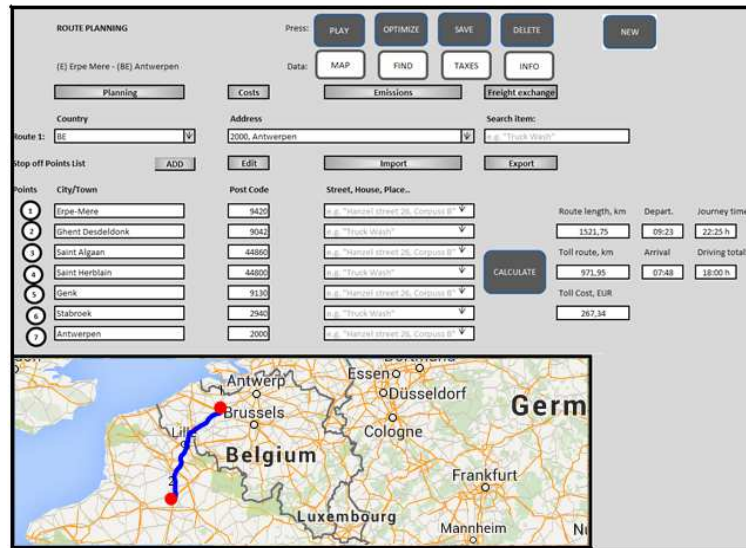 ROUTE PLANNING
Press: PLAY OPTIMIZE SAVE DELETE NEW
(E) Erpe Mere - (BE) Antwerpen
Data: MAP FIND TAXES INFO
Planning Costs Emissions Freight exchange
Country Address Search item:
Route 1: BE 2000, Antwerpen e.g. "Truck Wash"
Stop off Points List ADD Edit Import Export
Points City/Town Post Code Street, House, Place..
1 Erpe-Mere 9420 e.g. "Hanzel street 26, Corpuss B"
Route length, km Depart. Journey time
2 Ghent Desdeldonk 9042 e.g. "Truck Wash"
1521,75 09:23 22:25 h
3 Saint Algaan 44860 e.g. "Hanzel street 26, Corpuss B"
Toll route, km Arrival Driving total
4 Saint Herblain 44800 e.g. "Truck Wash"
CALCULATE
971,95 07:48 18:00 h
5 Genk 9130 e.g. "Hanzel street 26, Corpuss B"
Toll Cost, EUR
6 Stabroek 2940 e.g. "Truck Wash"
267,34
7 Antwerpen 2000 e.g. "Hanzel street 26, Corpuss B"
Antwerp
Essen
Düsseldorf
Brussels
Germ
Lille
Cologne
Belgium
2
Frankfurt
Luxembourg
Mannheim